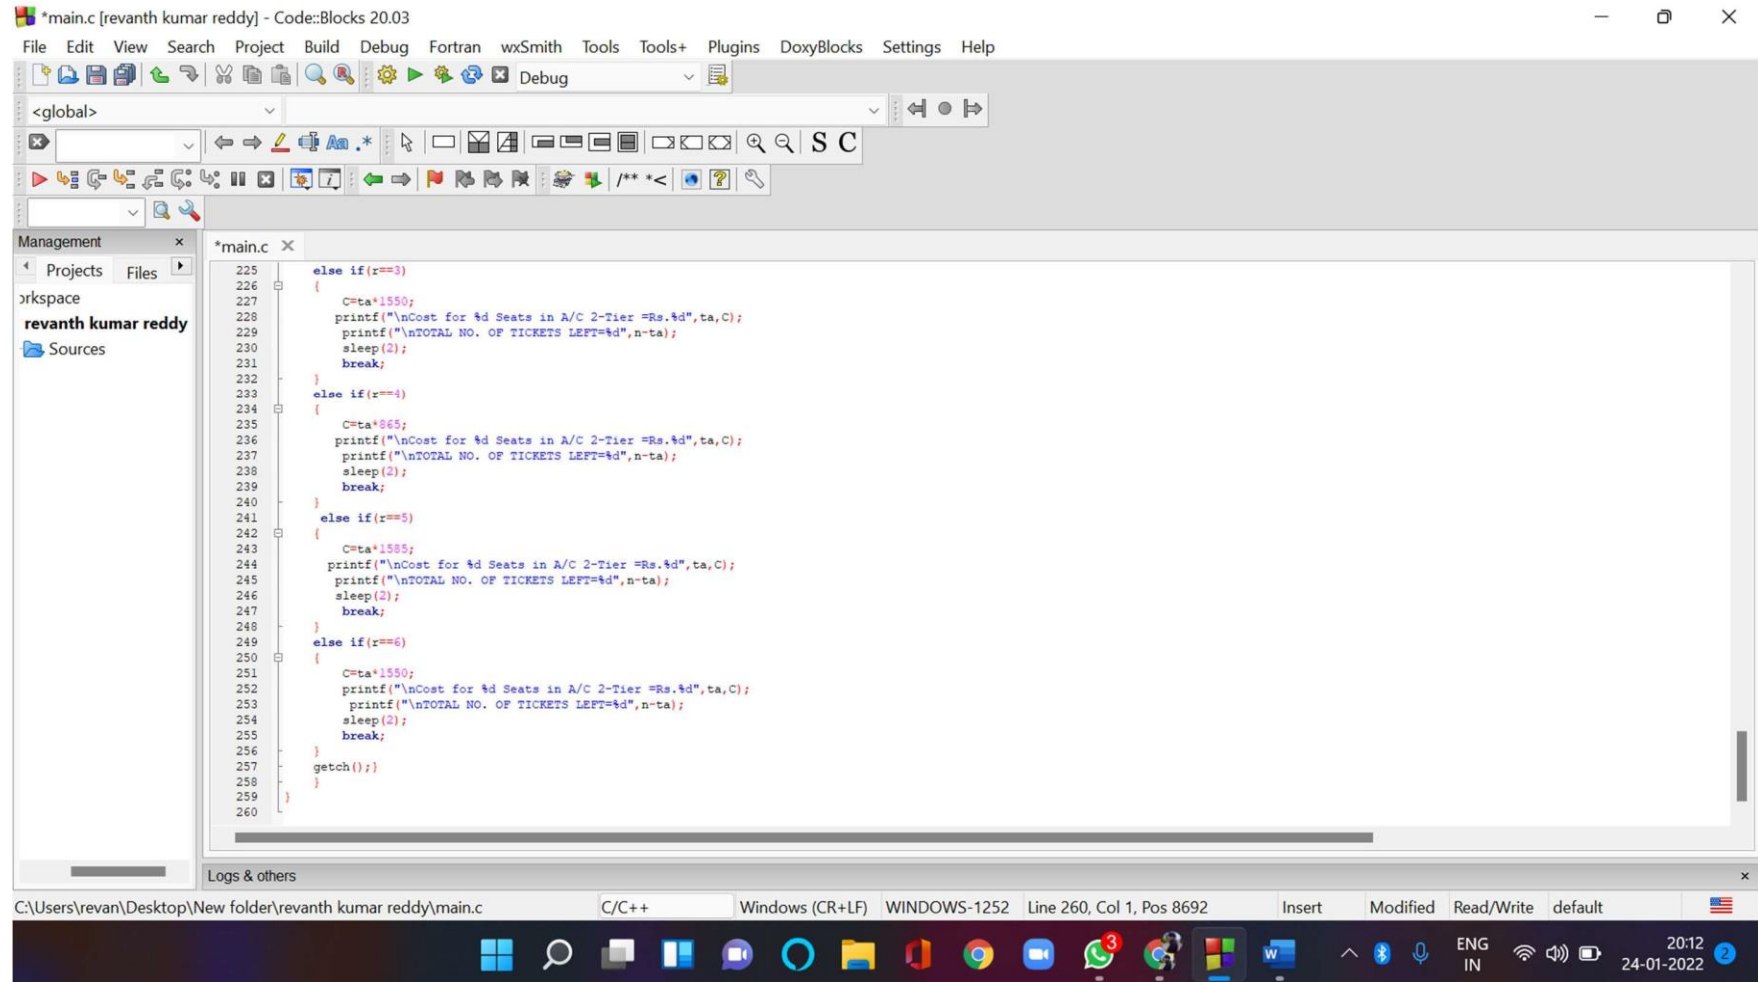 *main.c [revanth kumar reddy] - Code::Blocks 20.03
File Edit View Search Project Build Debug Fortran wxSmith Tools Tools+ Plugins DoxyBlocks Settings Help
Debug
<global>
Aa .* S C
/** *<
Management ×
Projects Files
orkspace
revanth kumar reddy
Sources
*main.c
225 else if(r==3)
226 {
227 C=ta*1550;
228 printf("\nCost for %d Seats in A/C 2-Tier =Rs.%d",ta,C);
229 printf("\nTOTAL NO. OF TICKETS LEFT=%d",n-ta);
230 sleep(2);
231 break;
232 }
233 else if(r==4)
234 {
235 C=ta*865;
236 printf("\nCost for %d Seats in A/C 2-Tier =Rs.%d",ta,C);
237 printf("\nTOTAL NO. OF TICKETS LEFT=%d",n-ta);
238 sleep(2);
239 break;
240 }
241 else if(r==5)
242 {
243 C=ta*1585;
244 printf("\nCost for %d Seats in A/C 2-Tier =Rs.%d",ta,C);
245 printf("\nTOTAL NO. OF TICKETS LEFT=%d",n-ta);
246 sleep(2);
247 break;
248 }
249 else if(r==6)
250 {
251 C=ta*1550;
252 printf("\nCost for %d Seats in A/C 2-Tier =Rs.%d",ta,C);
253 printf("\nTOTAL NO. OF TICKETS LEFT=%d",n-ta);
254 sleep(2);
255 break;
256 }
257 getch();}
258 }
259 }
260
Logs & others
C:\Users\revan\Desktop\New folder\revanth kumar reddy\main.c C/C++ Windows (CR+LF) WINDOWS-1252 Line 260, Col 1, Pos 8692 Insert Modified Read/Write default
3
ENG
IN
20:12
24-01-2022
2